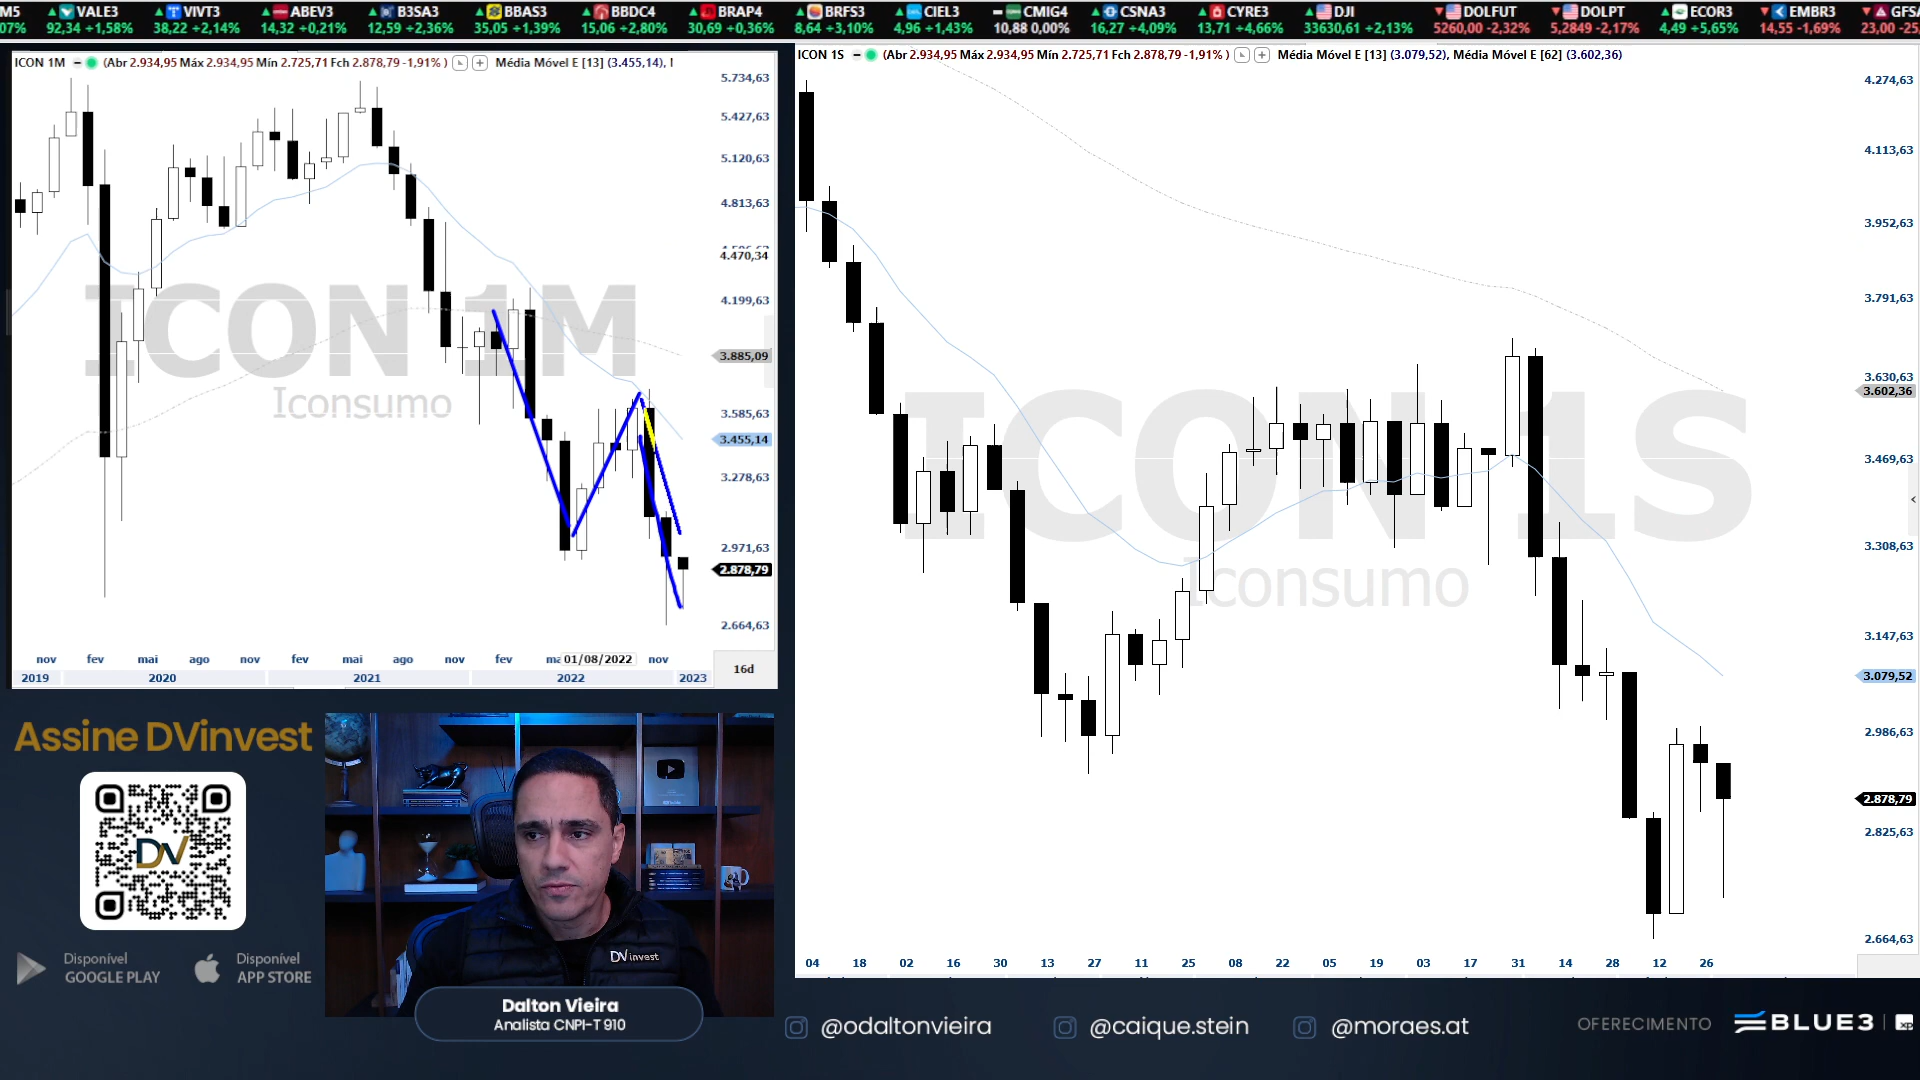 M5 VALE3 VIVT3 ABEV3 B3SA3 BBAS3 BBDC4 BRAP4 BRFS3 CIEL3 CMIG4 CSNA3 CYRE3 DJI DOLFUT DOLPT ECOR3 EMBR3 GFSA
07% 92,34 +1,58% 38,22 +2,14% 14,32 +0,21% 12,59 +2,36% 35,05 +1,39% 15,06 +2,80% 30,69 +0,36% 8,64 +3,10% 4,96 +1,43% 10,88 0,00% 16,27 +4,09% 13,71 +4,66% 33630,61 +2,13% 5260,00 -2,32% 5,2849 -2,17% 4,49 +5,65% 14,55 -1,69% 23,00 -25,
ICON 1M (Abr 2.934,95 Máx 2.934,95 Mín 2.725,71 Fch 2.878,79 -1,91% ) Média Móvel E [13] (3.455,14),
5.734,63
5.427,63
5.120,63
4.813,63
4.470,34
4.199,63
3.885,09
3.585,63
3.455,14
3.278,63
2.971,63
2.878,79
2.664,63
ICON 1M
Iconsumo
nov fev mai ago nov fev mai ago nov fev ma 01/08/2022 nov
2019 2020 2021 2022 2023
16d
ICON 1S (Abr 2.934,95 Máx 2.934,95 Mín 2.725,71 Fch 2.878,79 -1,91% ) Média Móvel E [13] (3.079,52), Média Móvel E [62] (3.602,36)
4.274,63
4.113,63
3.952,63
3.791,63
3.630,63
3.602,36
3.469,63
3.308,63
3.147,63
3.079,52
2.986,63
2.878,79
2.825,63
2.664,63
ICON 1S
Iconsumo
04 18 02 16 30 13 27 11 25 08 22 05 19 03 17 31 14 28 12 26
Assine DVinvest
DV
Disponível
GOOGLE PLAY
Disponível
APP STORE
DVinvest
Dalton Vieira
Analista CNPI-T 910
@odaltonvieira
@caique.stein
@moraes.at
OFERECIMENTO
BLUE3
xp